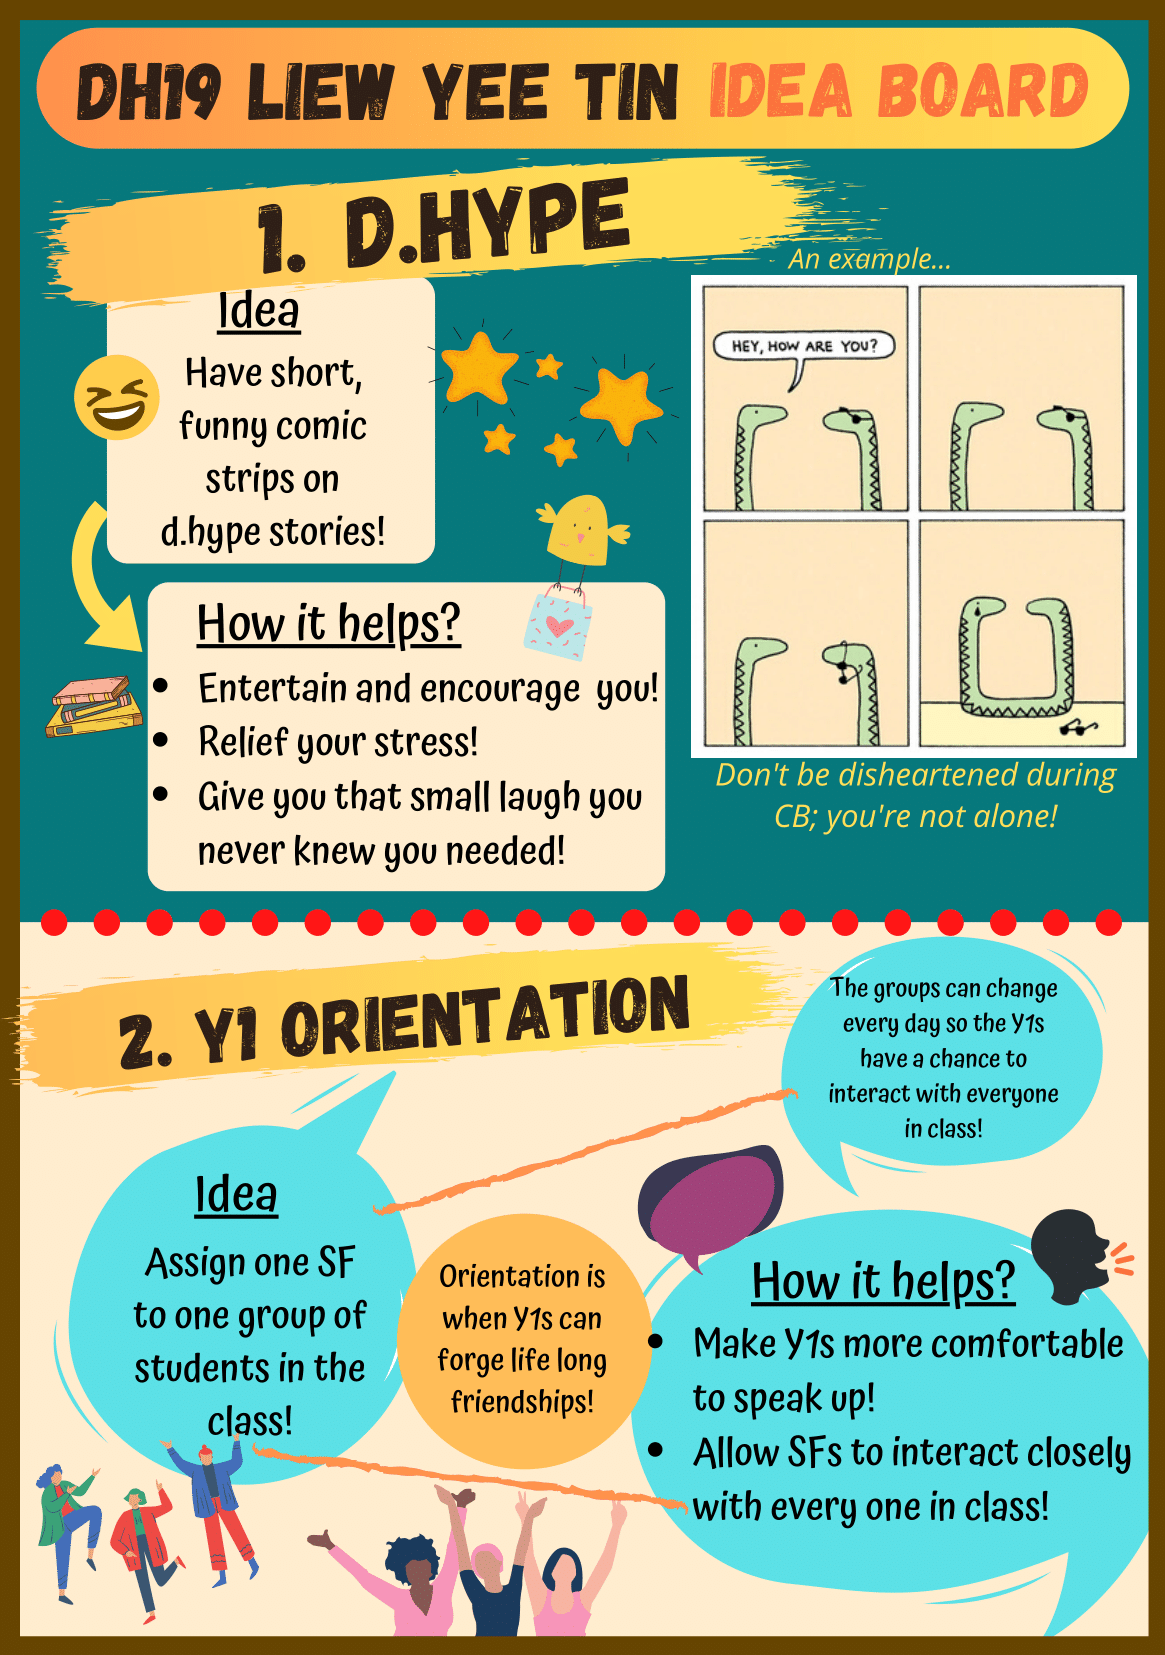 DH19 LIEW YEE TIN IDEA BOARD
1. D.HYPE
Idea
Have short,
funny comic
strips on
d.hype stories!
An example...
HEY, HOW ARE YOU?
Don't be disheartened during
CB; you're not alone!
How it helps?
• Entertain and encourage you!
• Relief your stress!
• Give you that small laugh you
never knew you needed!
2. Y1 ORIENTATION
The groups can change
every day so the Y1s
have a chance to
interact with everyone
in class!
Idea
Assign one SF
to one group of
students in the
class!
Orientation is
when Y1s can
forge life long
friendships!
How it helps?
• Make Y1s more comfortable
to speak up!
• Allow SFs to interact closely
with every one in class!